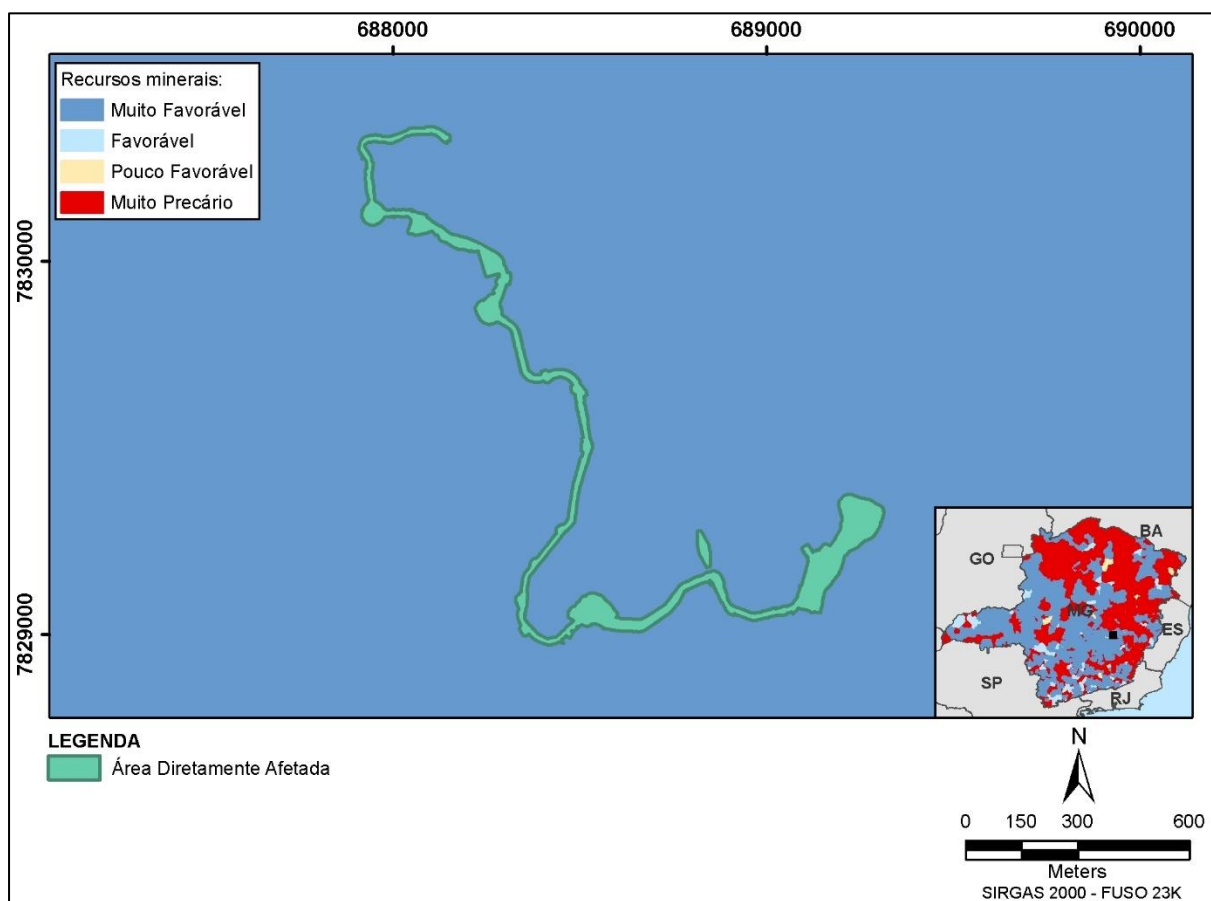 688000
689000
690000
Recursos minerais:
Muito Favorável
Favorável
Pouco Favorável
Muito Precário
7830000
7829000
BA
GO
MG
ES
SP
RJ
LEGENDA
Área Diretamente Afetada
N
0 150 300 600
Meters
SIRGAS 2000 - FUSO 23K